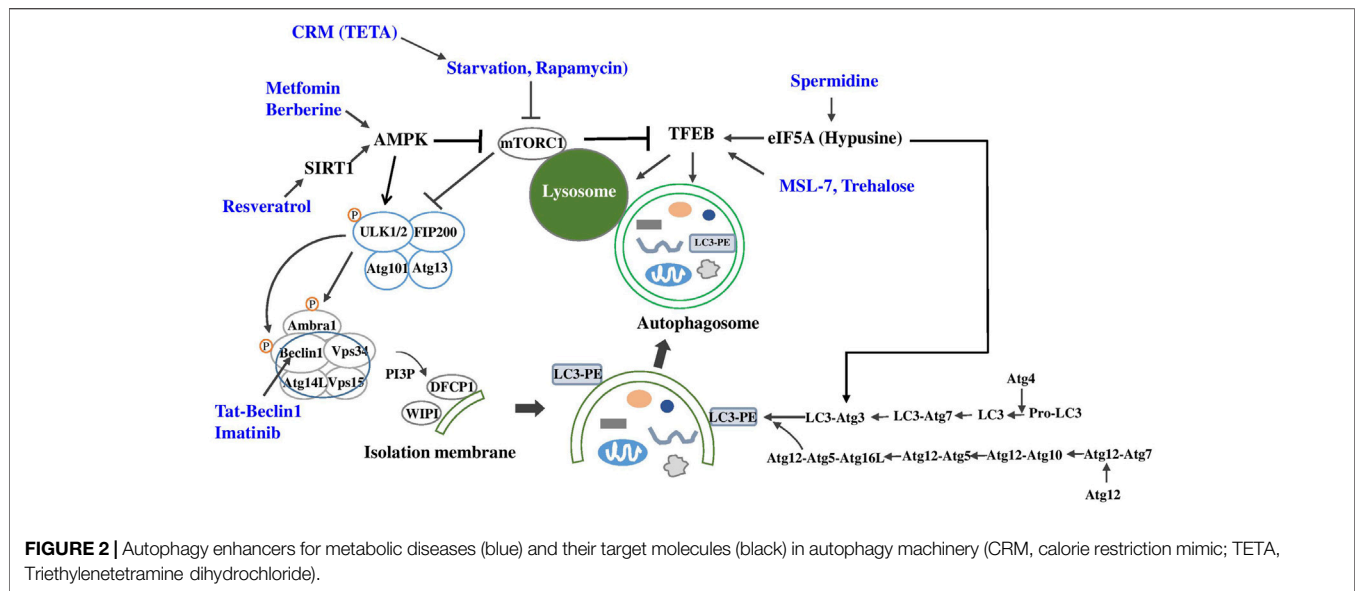 CRM (TETA)
Starvation, Rapamycin)
Spermidine
Metfomin
Berberine
AMPK
mTORC1
TFEB
eIF5A (Hypusine)
SIRT1
Lysosome
MSL-7, Trehalose
Resveratrol
P
ULK1/2
FIP200
LC3-PE
Atg101
Atg13
P
Ambra1
Autophagosome
P
Beclin1
Vps34
PI3P
LC3-PE
DFCP1
Atg14L
Vps15
Atg4
WIPI
LC3-PE
LC3-Atg3
LC3-Atg7
LC3
Pro-LC3
Tat-Beclin1
Imatinib
Isolation membrane
Atg12-Atg5-Atg16L
Atg12-Atg5
Atg12-Atg10
Atg12-Atg7
Atg12
FIGURE 2 | Autophagy enhancers for metabolic diseases (blue) and their target molecules (black) in autophagy machinery (CRM, calorie restriction mimic; TETA,
Triethylenetetramine dihydrochloride).